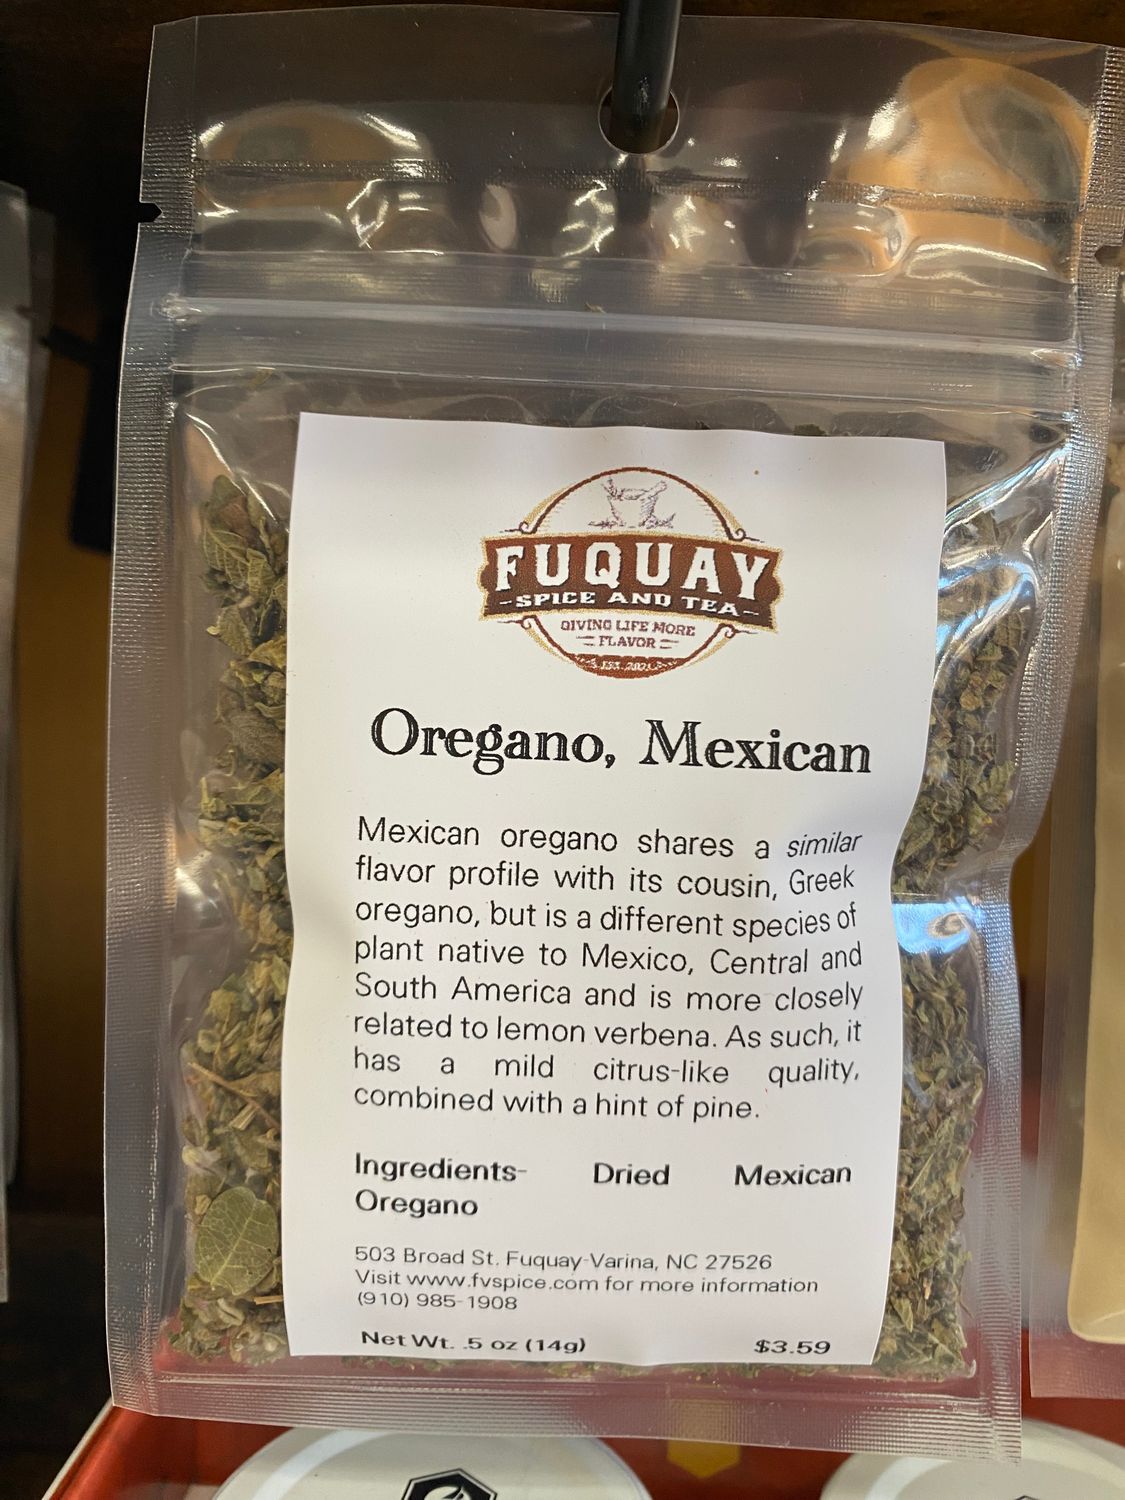 FUQUAY
-SPICE AND TEA-
GIVING LIFE MORE
FLAVOR
EST. 2021
Oregano, Mexican
Mexican oregano shares a similar
flavor profile with its cousin, Greek
oregano, but is a different species of
plant native to Mexico, Central and
South America and is more closely
related to lemon verbena. As such, it
has a mild citrus-like quality,
combined with a hint of pine.
Ingredients- Dried Mexican
Oregano
503 Broad St. Fuquay-Varina, NC 27526
Visit www.fvspice.com for more information
(910) 985-1908
Net Wt. .5 oz (14g) $3.59